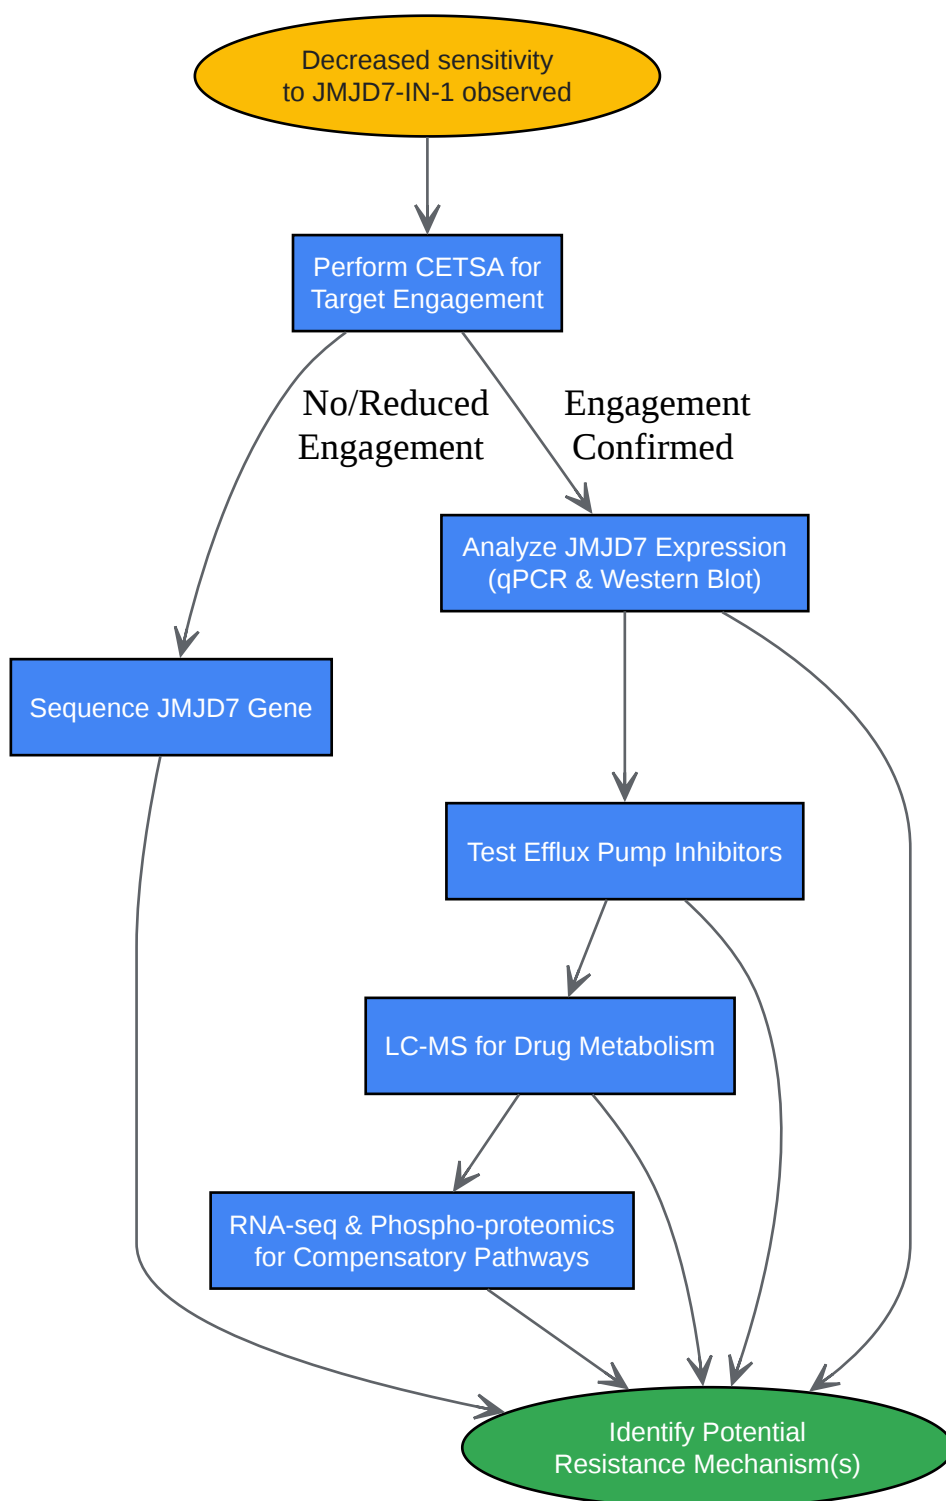 Decreased sensitivity
to JMJD7-IN-1 observed
Perform CETSA for
Target Engagement
No/Reduced
Engagement
Engagement
Confirmed
Analyze JMJD7 Expression
(qPCR & Western Blot)
Sequence JMJD7 Gene
Test Efflux Pump Inhibitors
LC-MS for Drug Metabolism
RNA-seq & Phospho-proteomics
for Compensatory Pathways
Identify Potential
Resistance Mechanism(s)